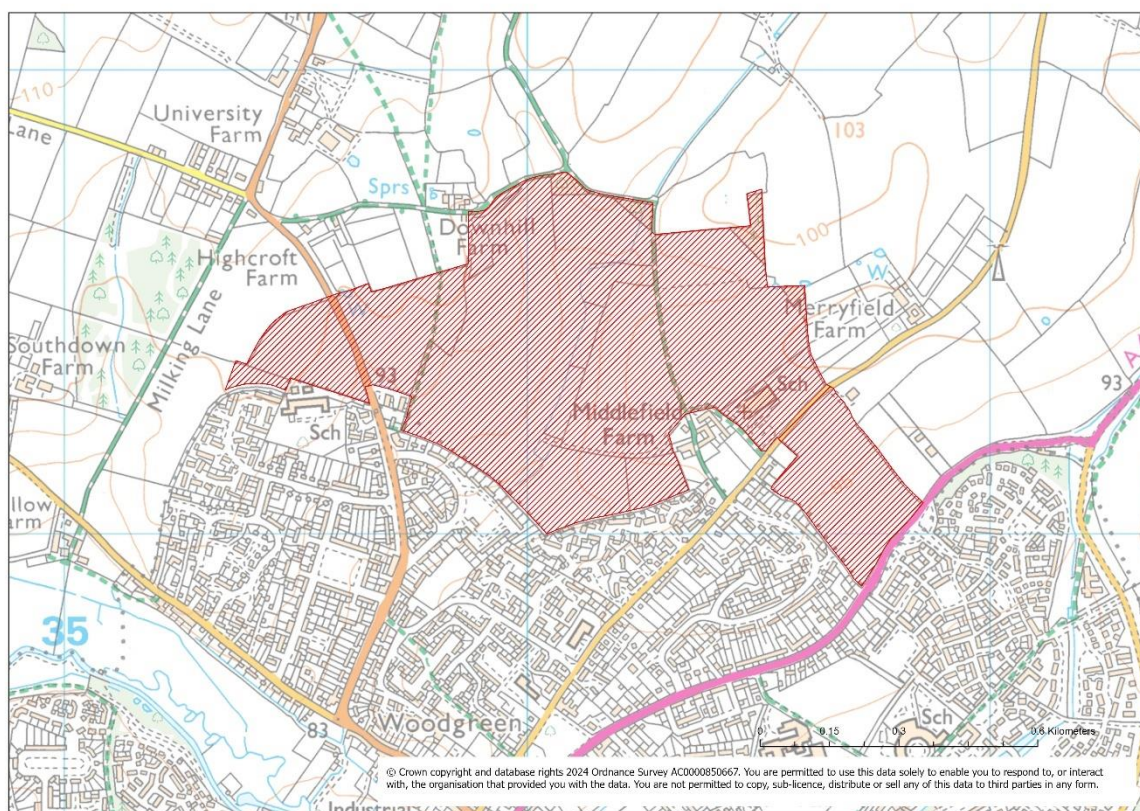 110
Lane
University
Farm
103
Sprs
Downhill
Farm
100
W
Highcroft
Farm
W
Merryfield
Farm
Milking Lane
Southdown
Farm
93
Sch
Middlefield
Farm
A
93
Sch
35
83
Woodgreen
Sch
0
0.15
0.3
0.6 Kilometers
© Crown copyright and database rights 2024 Ordnance Survey AC0000850667. You are permitted to use this data solely to enable you to respond to, or interact
with, the organisation that provided you with the data. You are not permitted to copy, sub-licence, distribute or sell any of this data to third parties in any form.